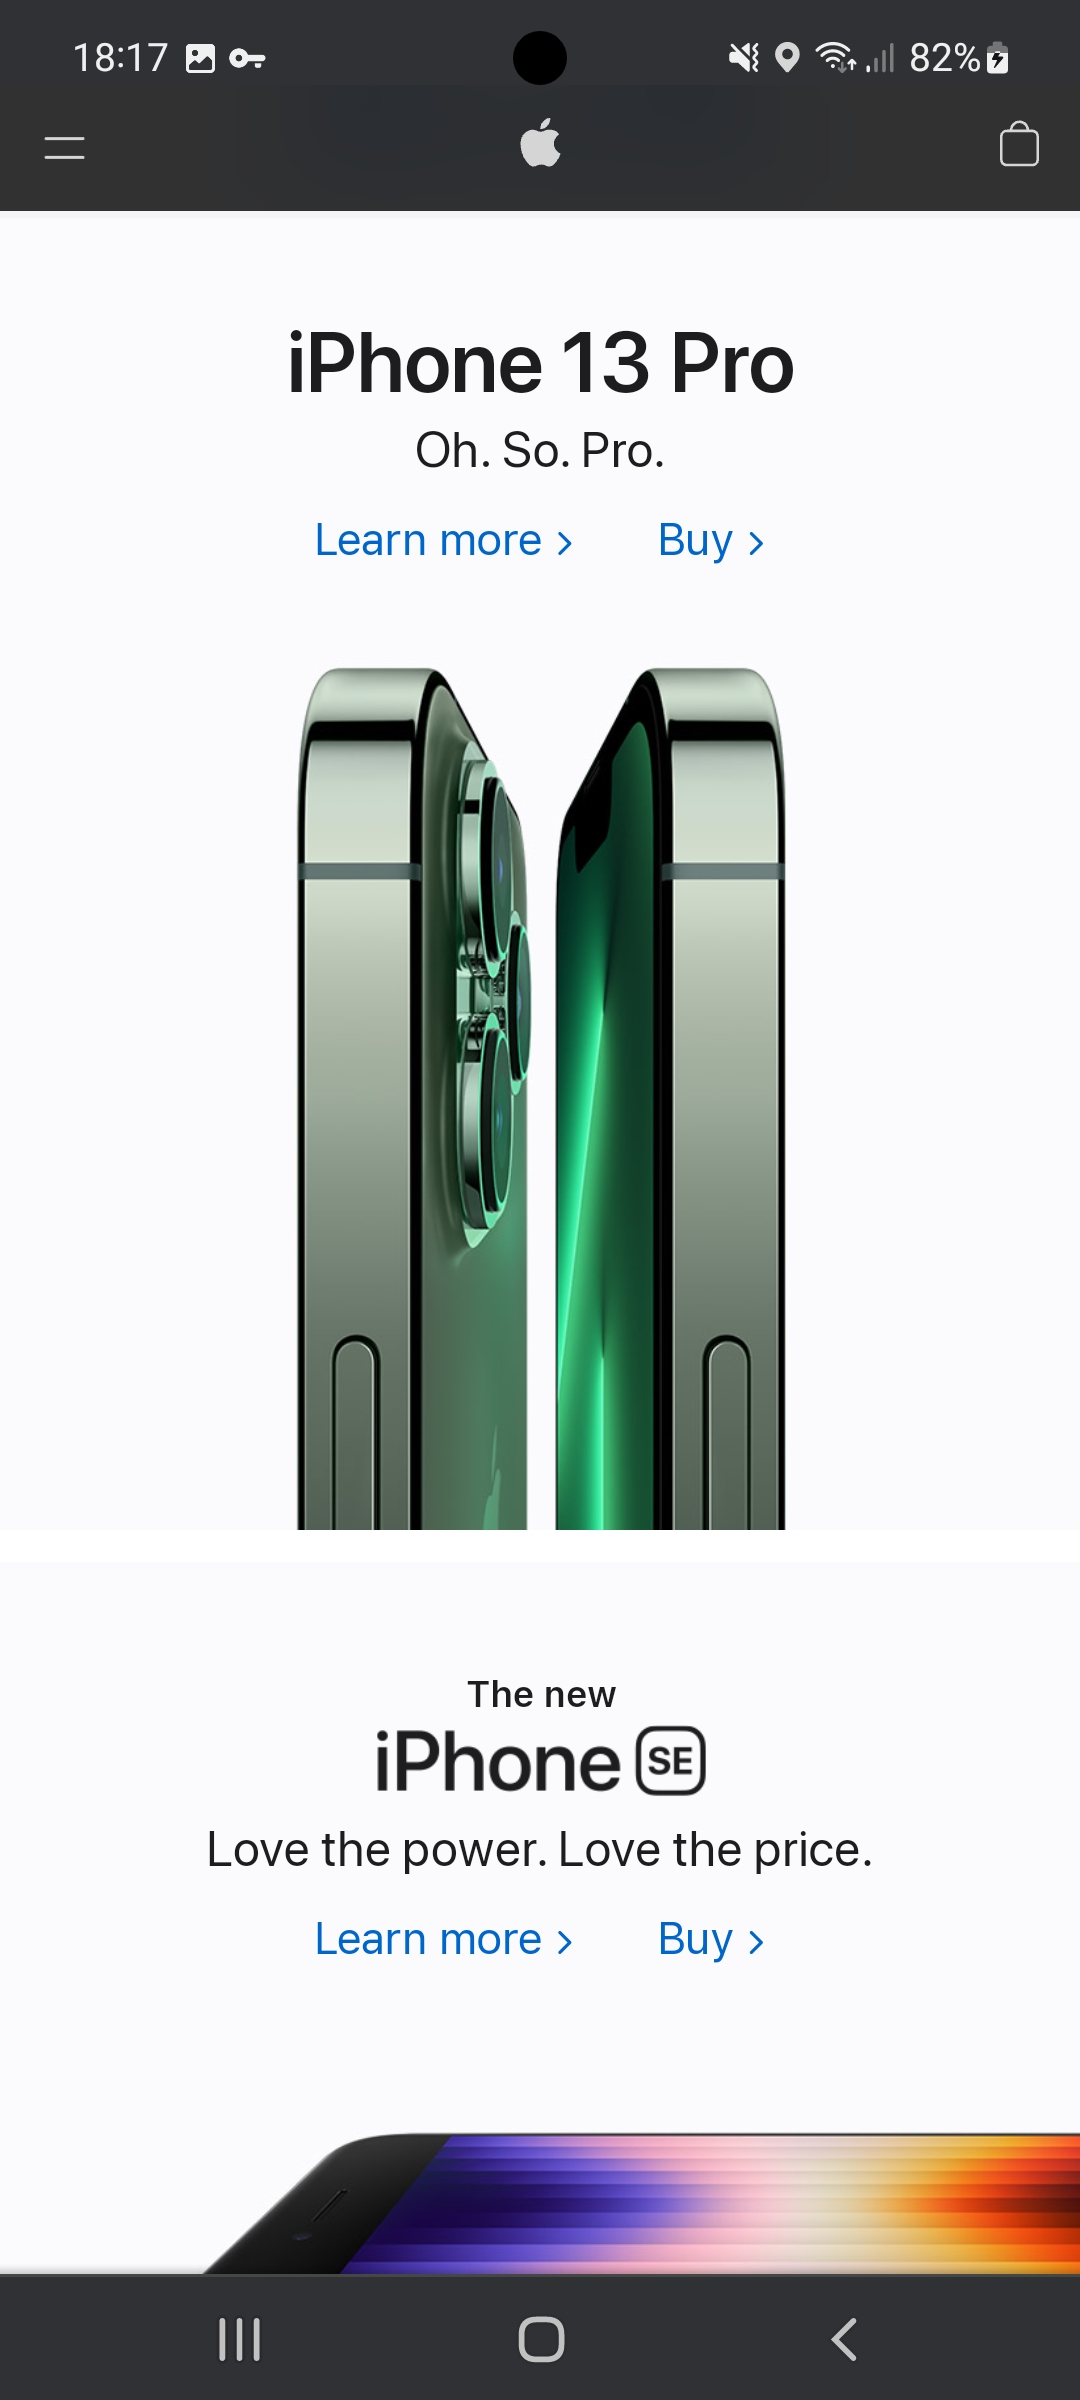 18:17 82%
iPhone 13 Pro
Oh. So. Pro.
Learn more > Buy >
The new
iPhone SE
Love the power. Love the price.
Learn more > Buy >